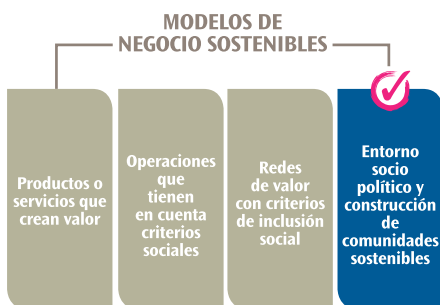 MODELOS DE
NEGOCIO SOSTENIBLES
Productos o
servicios que
crean valor
Operaciones
que
tienen
en cuenta
criterios
sociales
Redes
de valor
con criterios
de inclusión
social
Entorno
socio
político y
construcción
de
comunidades
sostenibles